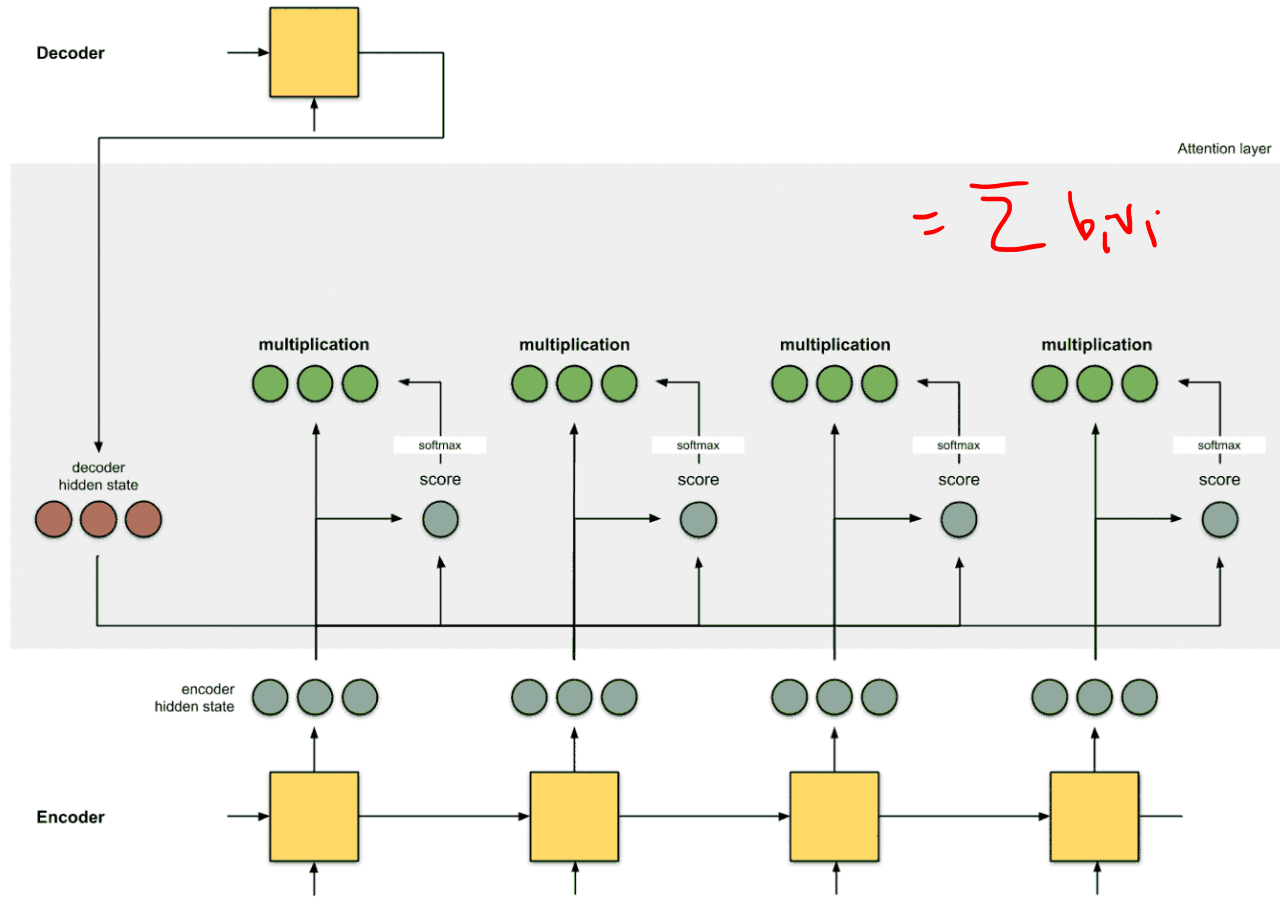 Decoder
Attention layer
= Σ bᵢvᵢ
multiplication multiplication multiplication multiplication
softmax softmax softmax softmax
decoder
hidden state
score score score score
encoder
hidden state
Encoder